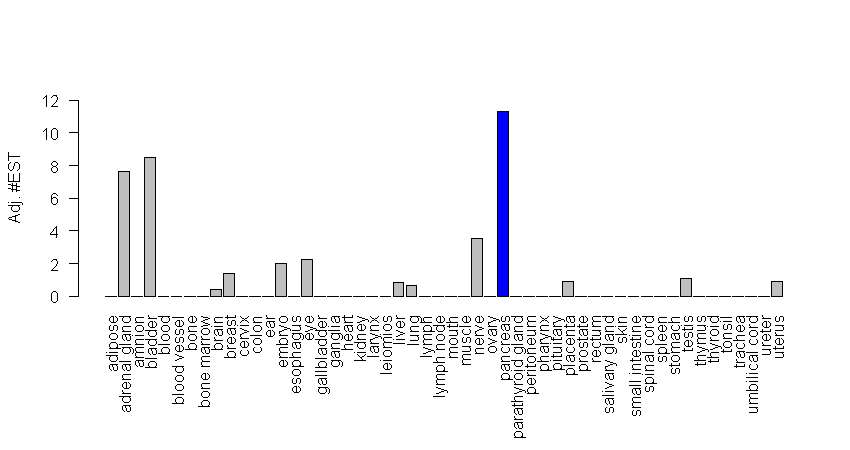 Adj. #EST
12
10
8
6
4
2
0
adipose
adrenal gland
amnion
bladder
blood
blood vessel
bone
bone marrow
brain
breast
cervix
colon
ear
embryo
esophagus
eye
gallbladder
ganglia
heart
kidney
larynx
leiomios
liver
lung
lymph
lymph node
mouth
muscle
nerve
ovary
pancreas
parathyroid gland
peritoneum
pharynx
pituitary
placenta
prostate
rectum
salivary gland
skin
small intestine
spinal cord
spleen
stomach
testis
thymus
thyroid
tonsil
trachea
umbilical cord
ureter
uterus